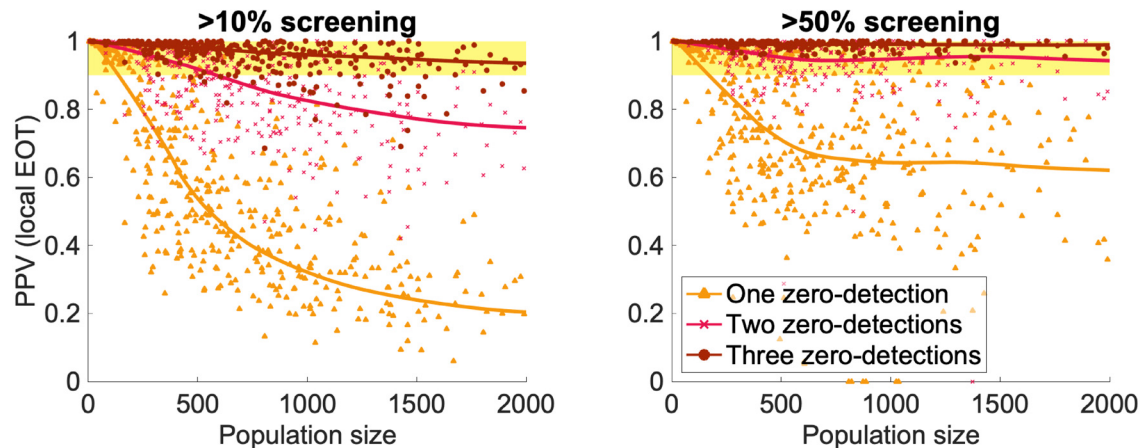 >10% screening
PPV (local EOT)
1
0.8
0.6
0.4
0.2
0
0
500
1000
1500
2000
Population size
>50% screening
1
0.8
0.6
0.4
0.2
0
0
500
1000
1500
2000
Population size
One zero-detection
Two zero-detections
Three zero-detections